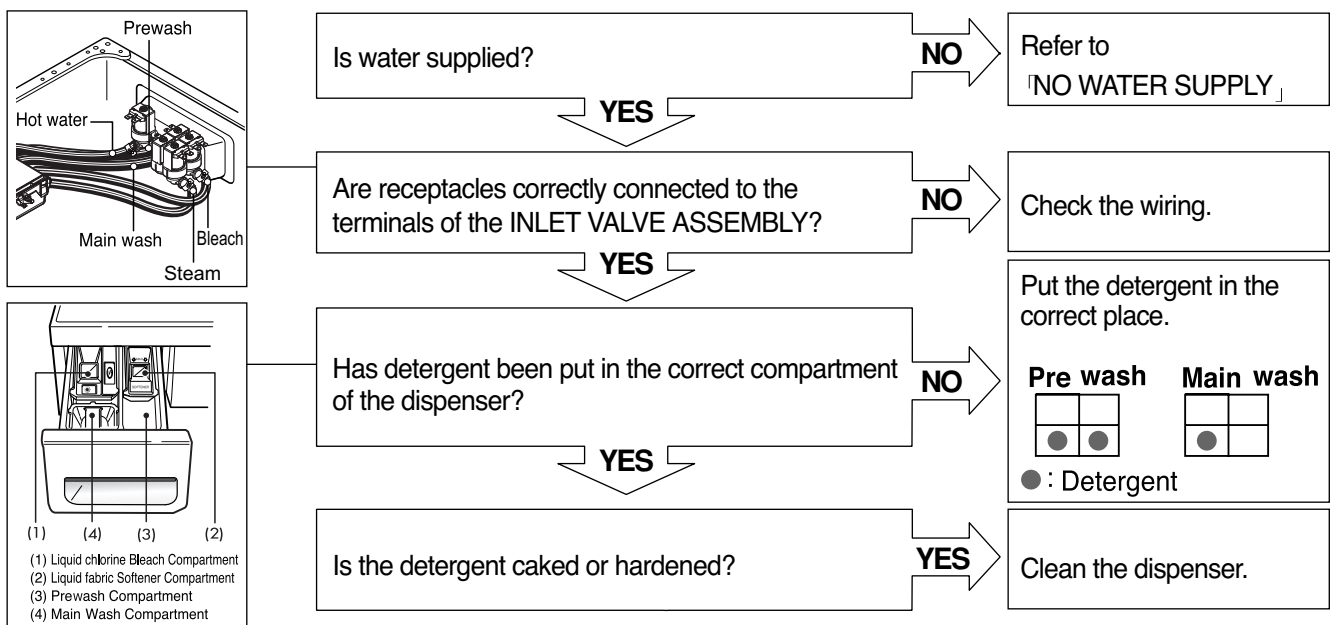 Prewash
Hot water
Main wash
Bleach
Steam
Is water supplied?
NO
Refer to
「NO WATER SUPPLY」
YES
Are receptacles correctly connected to the
terminals of the INLET VALVE ASSEMBLY?
NO
Check the wiring.
YES
(1) (4) (3) (2)
(1) Liquid chlorine Bleach Compartment
(2) Liquid fabric Softener Compartment
(3) Prewash Compartment
(4) Main Wash Compartment
Has detergent been put in the correct compartment
of the dispenser?
NO
Put the detergent in the
correct place.
Pre wash Main wash
: Detergent
YES
Is the detergent caked or hardened?
YES
Clean the dispenser.